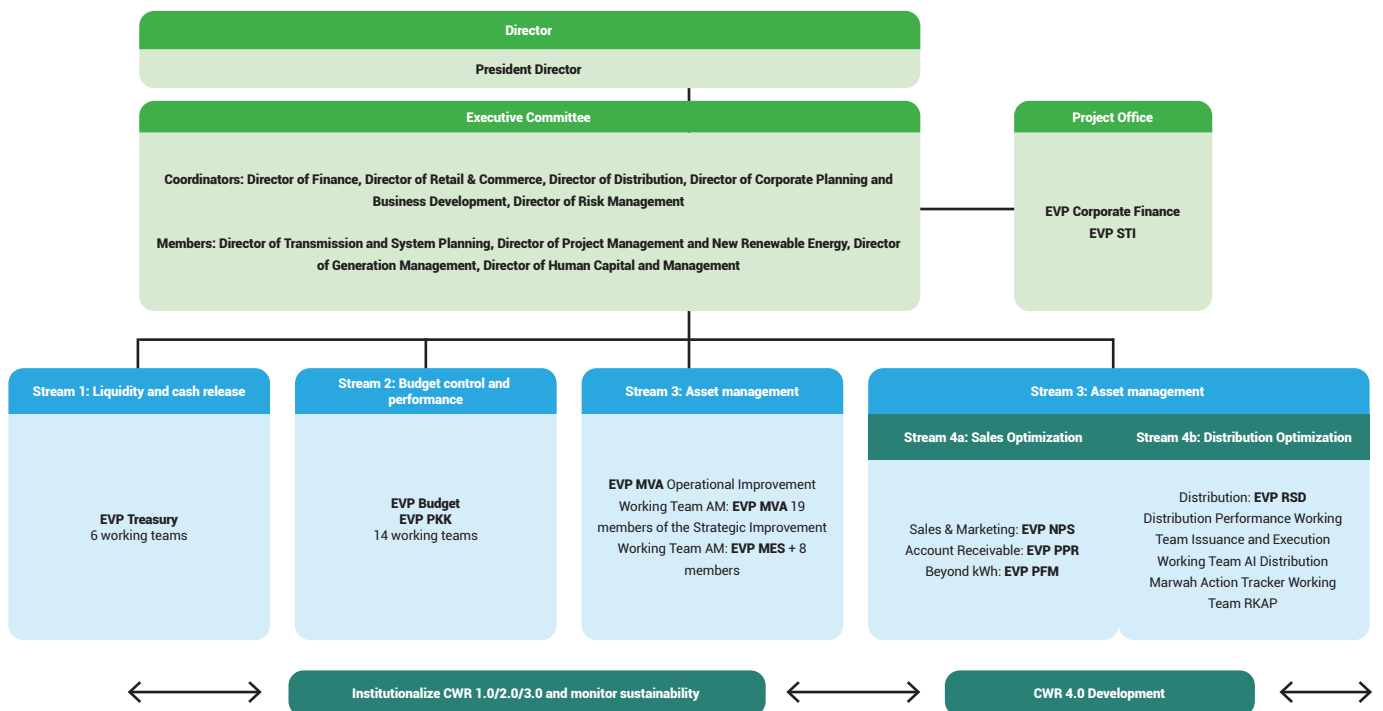 Director
President Director
Executive Committee
Coordinators: Director of Finance, Director of Retail & Commerce, Director of Distribution, Director of Corporate Planning and
Business Development, Director of Risk Management
Members: Director of Transmission and System Planning, Director of Project Management and New Renewable Energy, Director
of Generation Management, Director of Human Capital and Management
Project Office
EVP Corporate Finance
EVP STI
Stream 1: Liquidity and cash release
EVP Treasury
6 working teams
Stream 2: Budget control and
performance
EVP Budget
EVP PKK
14 working teams
Stream 3: Asset management
EVP MVA Operational Improvement
Working Team AM: EVP MVA 19
members of the Strategic Improvement
Working Team AM: EVP MES + 8
members
Stream 3: Asset management
Stream 4a: Sales Optimization
Sales & Marketing: EVP NPS
Account Receivable: EVP PPR
Beyond kWh: EVP PFM
Stream 4b: Distribution Optimization
Distribution: EVP RSD
Distribution Performance Working
Team Issuance and Execution
Working Team AI Distribution
Marwah Action Tracker Working
Team RKAP
Institutionalize CWR 1.0/2.0/3.0 and monitor sustainability
CWR 4.0 Development